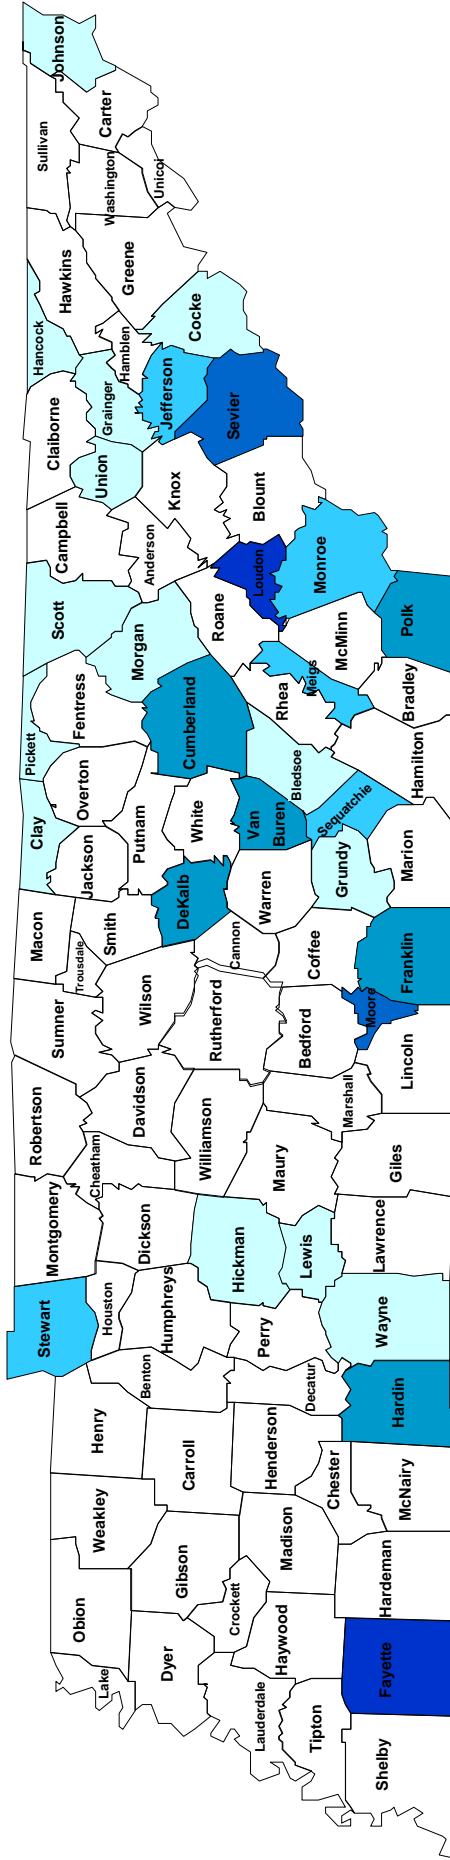 Johnson
Sullivan
Carter
Washington
Unicoi
Hawkins
Greene
Hancock
Hamblen
Cocke
Claiborne
Grainger
Jefferson
Sevier
Union
Campbell
Knox
Blount
Anderson
Loudon
Monroe
Scott
Morgan
Roane
McMinn
Polk
Pickett
Fentress
Cumberland
Rhea
Meigs
Bradley
Clay
Overton
Putnam
White
Van
Buren
Bledsoe
Sequatchie
Hamilton
Jackson
DeKalb
Warren
Grundy
Marion
Macon
Trousdale
Smith
Cannon
Coffee
Franklin
Sumner
Wilson
Rutherford
Bedford
Moore
Lincoln
Robertson
Davidson
Cheatham
Williamson
Marshall
Maury
Giles
Montgomery
Dickson
Hickman
Lewis
Lawrence
Stewart
Houston
Humphreys
Perry
Wayne
Benton
Decatur
Hardin
Henry
Carroll
Henderson
Chester
McNairy
Weakley
Gibson
Madison
Hardeman
Obion
Crockett
Haywood
Fayette
Lake
Dyer
Lauderdale
Tipton
Shelby